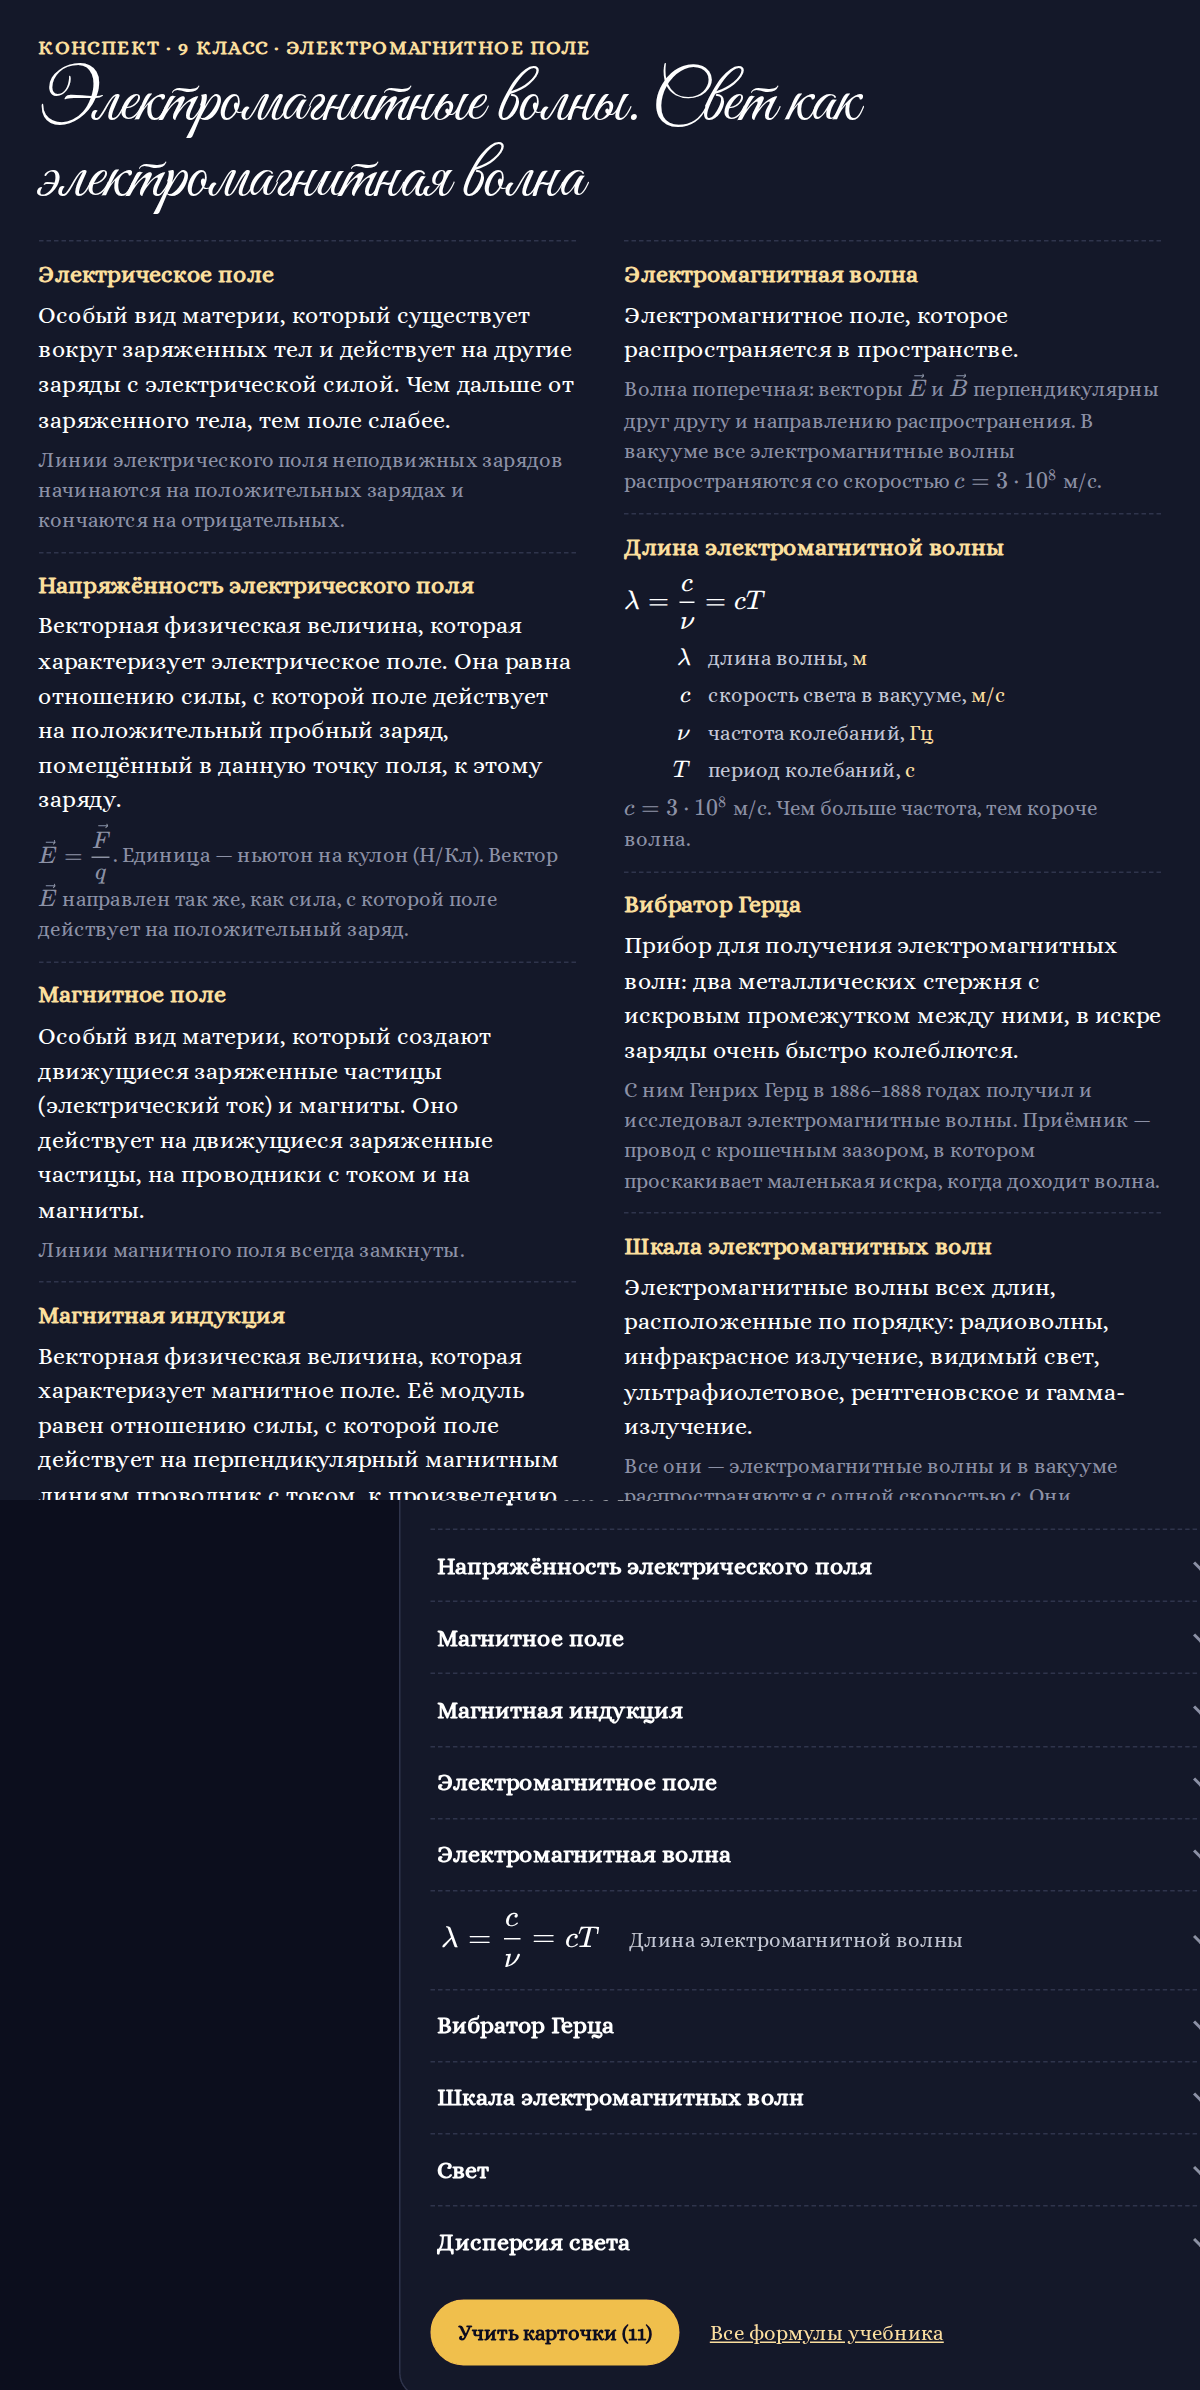 КОНСПЕКТ · 9 КЛАСС · ЭЛЕКТРОМАГНИТНОЕ ПОЛЕ
Электромагнитные волны. Свет как
электромагнитная волна
Электрическое поле
Особый вид материи, который существует
вокруг заряженных тел и действует на другие
заряды с электрической силой. Чем дальше от
заряженного тела, тем поле слабее.
Линии электрического поля неподвижных зарядов
начинаются на положительных зарядах и
кончаются на отрицательных.
Напряжённость электрического поля
Векторная физическая величина, которая
характеризует электрическое поле. Она равна
отношению силы, с которой поле действует
на положительный пробный заряд,
помещённый в данную точку поля, к этому
заряду.
E⃗ = F⃗/q. Единица — ньютон на кулон (Н/Кл). Вектор
E⃗ направлен так же, как сила, с которой поле
действует на положительный заряд.
Магнитное поле
Особый вид материи, который создают
движущиеся заряженные частицы
(электрический ток) и магниты. Оно
действует на движущиеся заряженные
частицы, на проводники с током и на
магниты.
Линии магнитного поля всегда замкнуты.
Магнитная индукция
Векторная физическая величина, которая
характеризует магнитное поле. Её модуль
равен отношению силы, с которой поле
действует на перпендикулярный магнитным
линиям проводник с током, к произведению
Электромагнитная волна
Электромагнитное поле, которое
распространяется в пространстве.
Волна поперечная: векторы E⃗ и B⃗ перпендикулярны
друг другу и направлению распространения. В
вакууме все электромагнитные волны
распространяются со скоростью c = 3 · 10⁸ м/с.
Длина электромагнитной волны
λ = c/ν = cT
λ длина волны, м
c скорость света в вакууме, м/с
ν частота колебаний, Гц
T период колебаний, с
c = 3 · 10⁸ м/с. Чем больше частота, тем короче
волна.
Вибратор Герца
Прибор для получения электромагнитных
волн: два металлических стержня с
искровым промежутком между ними, в искре
заряды очень быстро колеблются.
С ним Генрих Герц в 1886–1888 годах получил и
исследовал электромагнитные волны. Приёмник —
провод с крошечным зазором, в котором
проскакивает маленькая искра, когда доходит волна.
Шкала электромагнитных волн
Электромагнитные волны всех длин,
расположенные по порядку: радиоволны,
инфракрасное излучение, видимый свет,
ультрафиолетовое, рентгеновское и гамма-
излучение.
Все они — электромагнитные волны и в вакууме
распространяются с одной скоростью c. Они
Напряжённость электрического поля
Магнитное поле
Магнитная индукция
Электромагнитное поле
Электромагнитная волна
λ = c/ν = cT Длина электромагнитной волны
Вибратор Герца
Шкала электромагнитных волн
Свет
Дисперсия света
Учить карточки (11) Все формулы учебника